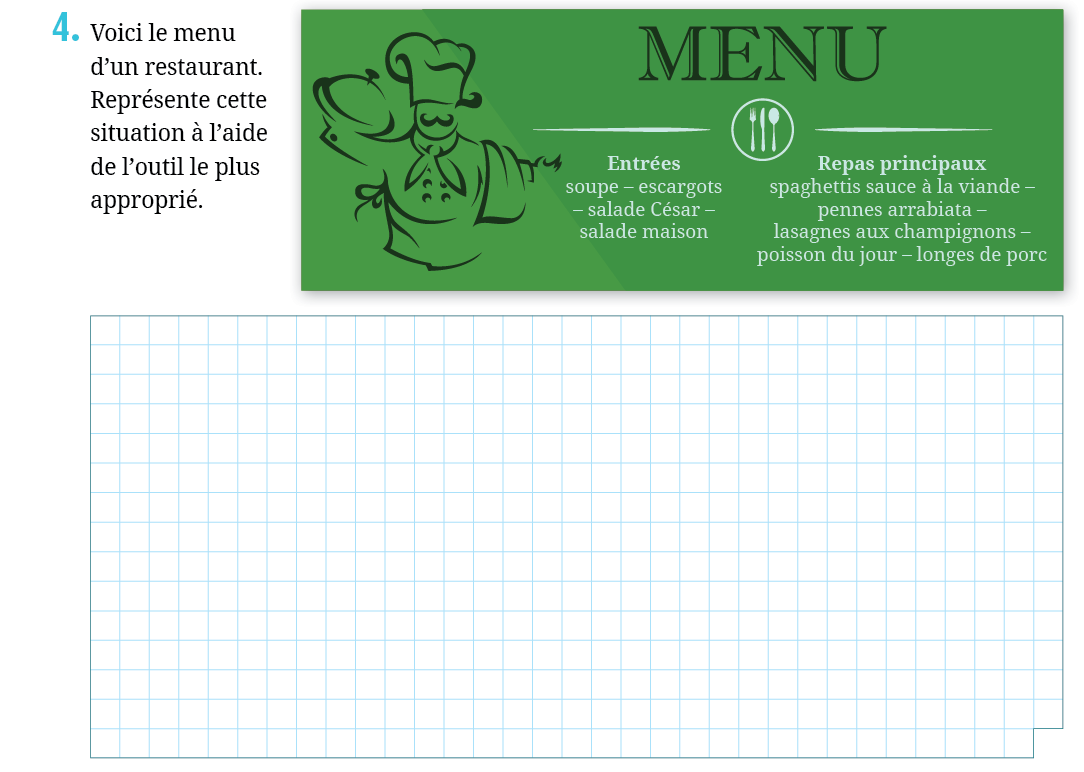 4. Voici le menu
d’un restaurant.
Représente cette
situation à l’aide
de l’outil le plus
approprié.
MENU
Entrées
soupe – escargots
– salade César –
salade maison
Repas principaux
spaghettis sauce à la viande –
pennes arrabiata –
lasagnes aux champignons –
poisson du jour – longes de porc